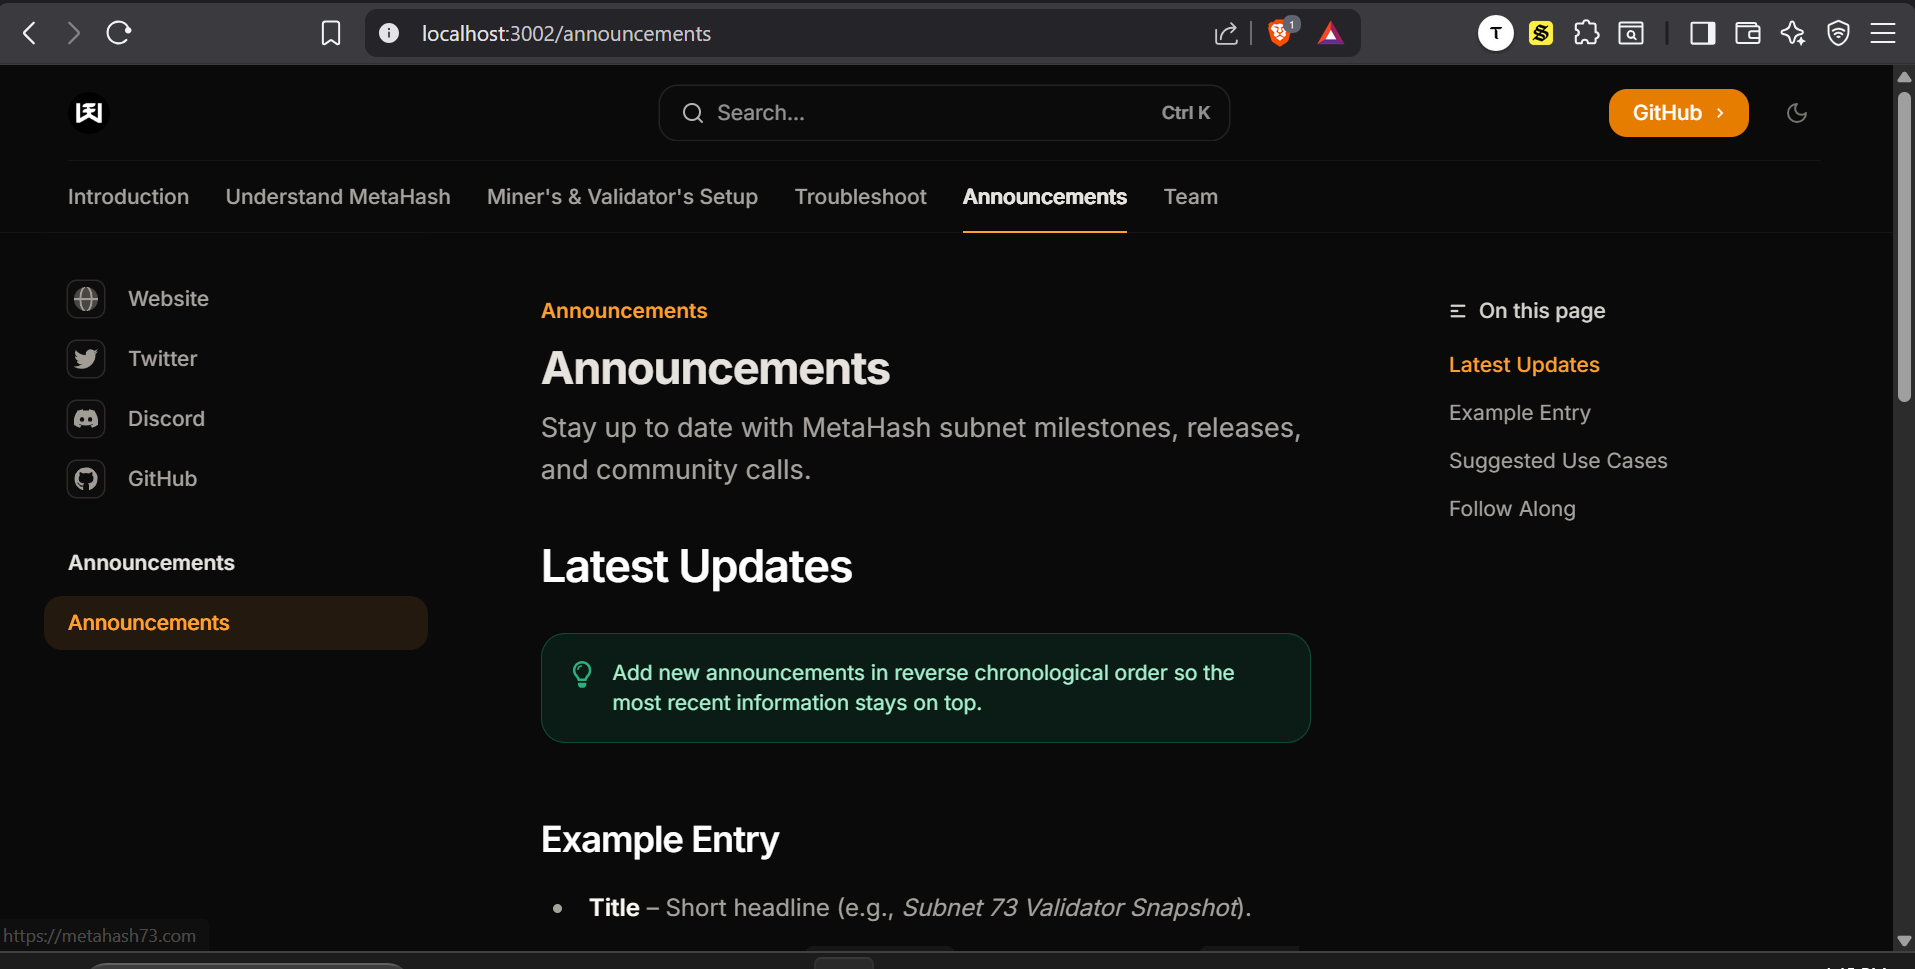 localhost:3002/announcements
1
T
Search...
Ctrl K
GitHub
Introduction
Understand MetaHash
Miner's & Validator's Setup
Troubleshoot
Announcements
Team
Website
Twitter
Discord
GitHub
Announcements
Announcements
Announcements
Announcements
Stay up to date with MetaHash subnet milestones, releases,
and community calls.
Latest Updates
Add new announcements in reverse chronological order so the
most recent information stays on top.
Example Entry
Title – Short headline (e.g., Subnet 73 Validator Snapshot).
On this page
Latest Updates
Example Entry
Suggested Use Cases
Follow Along
https://metahash73.com